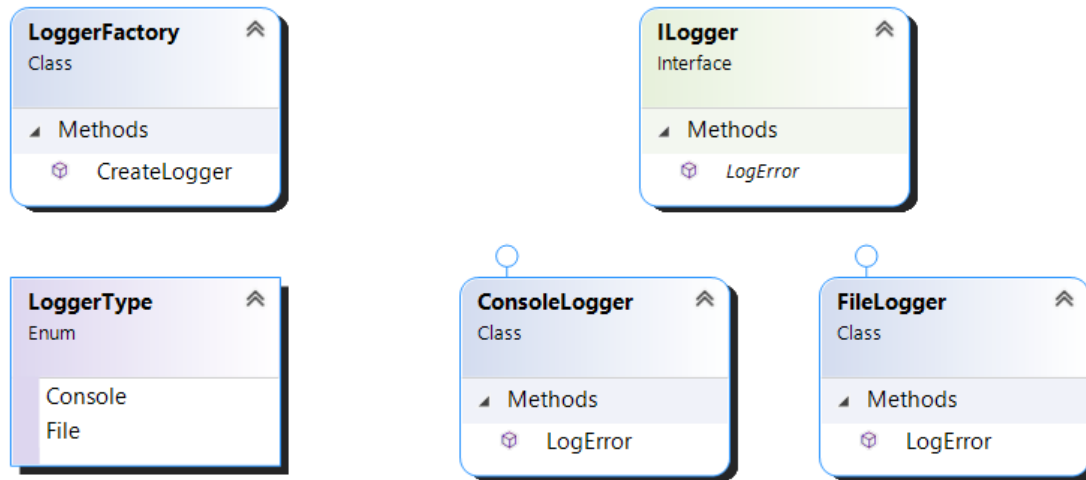 LoggerFactory
Class
Methods
CreateLogger
ILogger
Interface
Methods
LogError
LoggerType
Enum
Console
File
ConsoleLogger
Class
Methods
LogError
FileLogger
Class
Methods
LogError